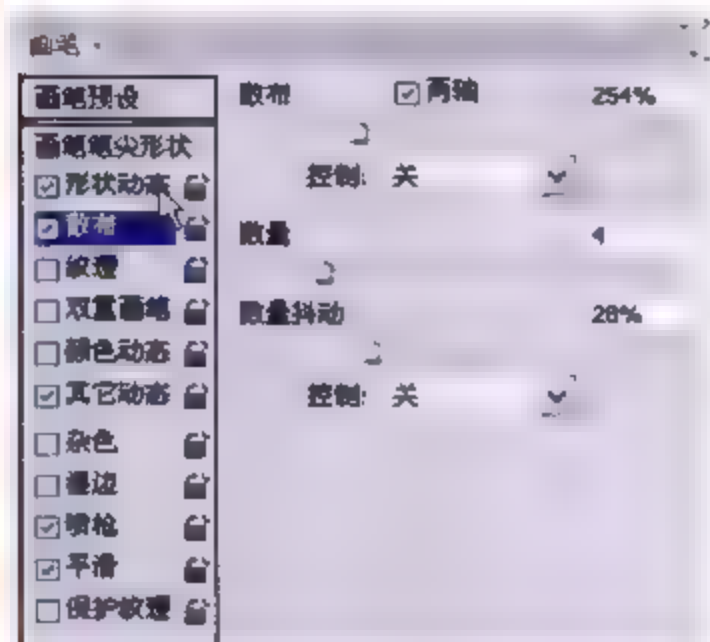 画笔
画笔预设
散布 两轴 254%
画笔笔尖形状
形状动态
控制: 关
散布
数量 4
纹理
双重画笔
数量抖动 28%
颜色动态
其它动态
控制: 关
杂色
湿边
喷枪
平滑
保护纹理